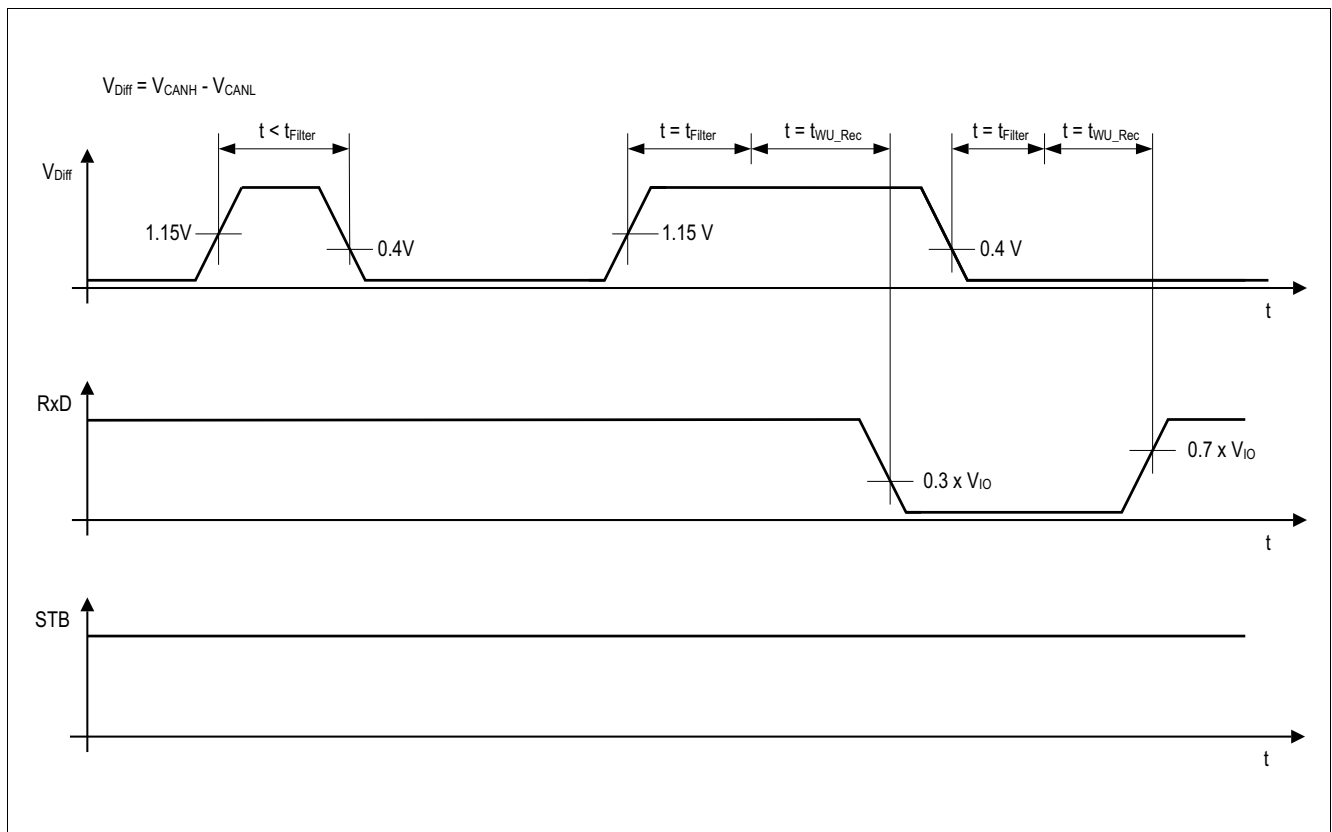 V_Diff = V_CANH - V_CANL
t < t_Filter
t = t_Filter
t = t_WU_Rec
t = t_Filter
t = t_WU_Rec
V_Diff
1.15V
0.4V
1.15 V
0.4 V
t
RxD
0.3 x V_IO
0.7 x V_IO
t
STB
t